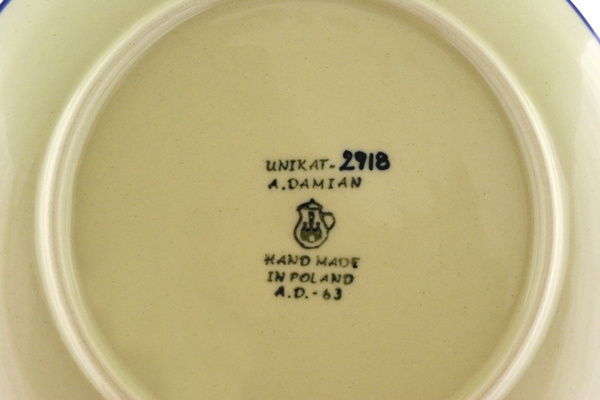 UNIKAT-2918
A.DAMIAN
HAND MADE
IN POLAND
A.D.-63